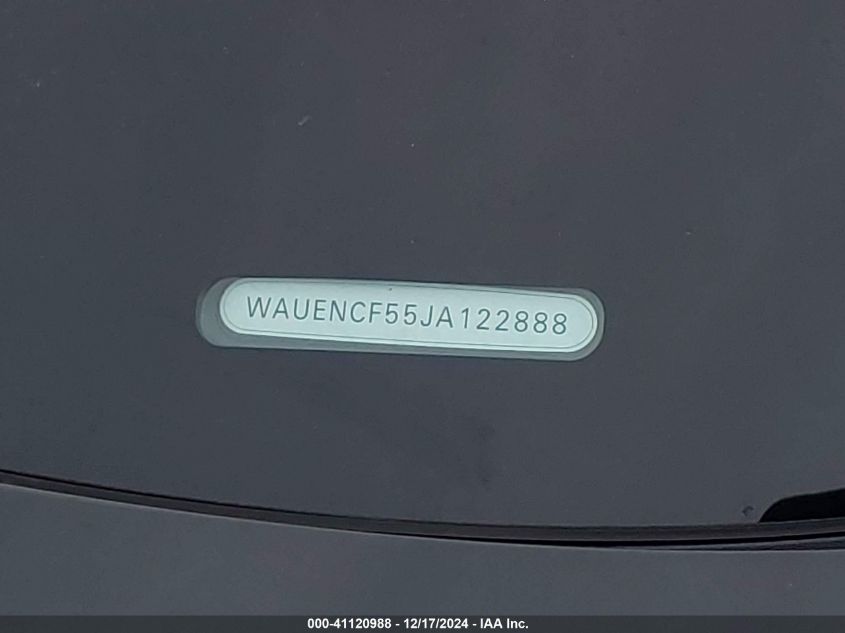 WAUENCF55JA122888
000-41120988 - 12/17/2024 - IAA Inc.